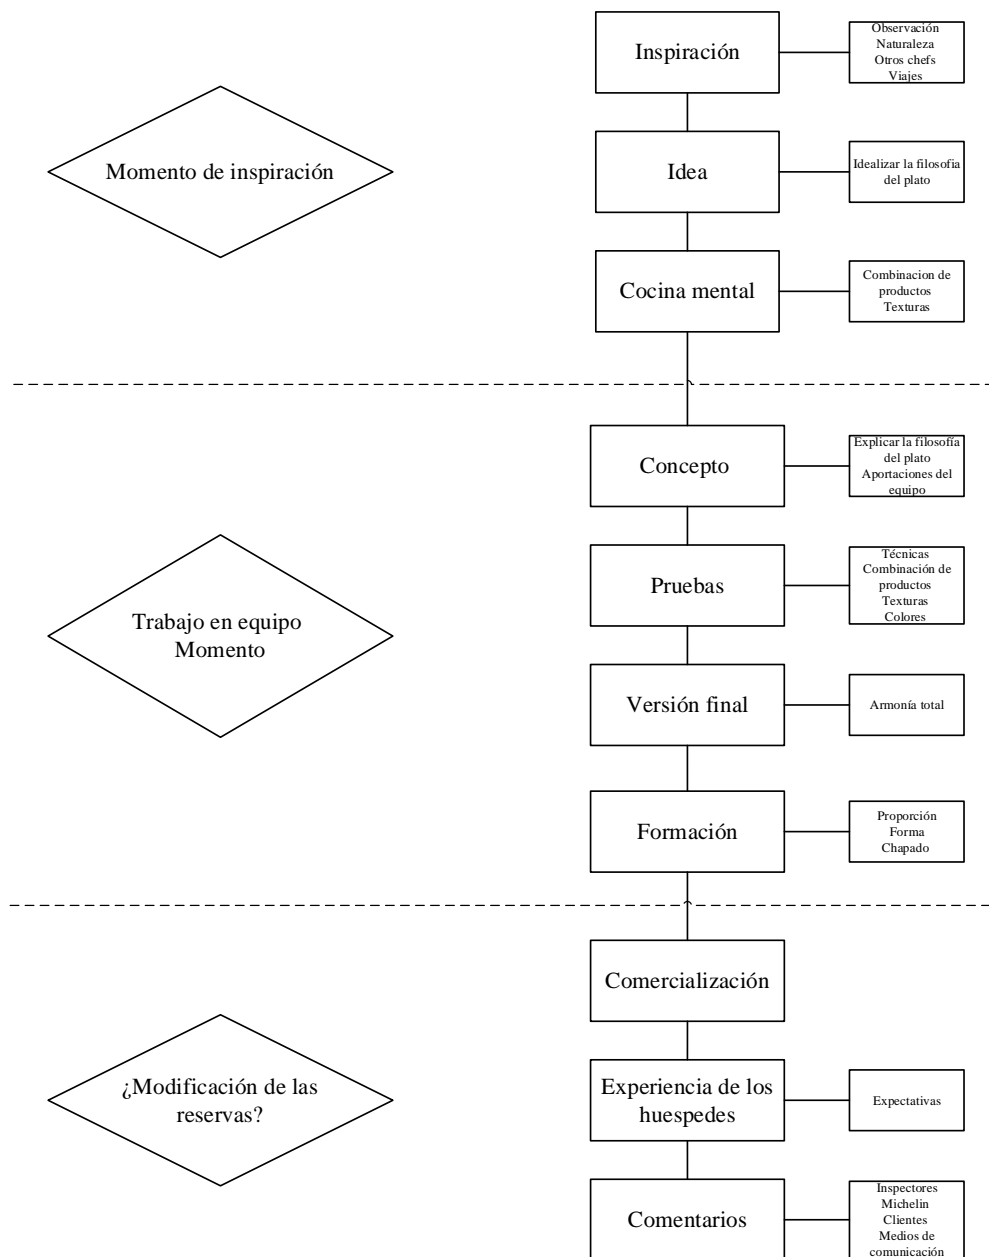 Inspiración
Observación
Naturaleza
Otros chefs
Viajes
Momento de inspiración
Idea
Idealizar la filosofia
del plato
Cocina mental
Combinacion de
productos
Texturas
Concepto
Explicar la filosofía
del plato
Aportaciones del
equipo
Trabajo en equipo
Momento
Pruebas
Técnicas
Combinación de
productos
Texturas
Colores
Versión final
Armonía total
Formación
Proporción
Forma
Chapado
Comercialización
¿Modificación de las
reservas?
Experiencia de los
huespedes
Expectativas
Comentarios
Inspectores
Michelin
Clientes
Medios de
comunicación